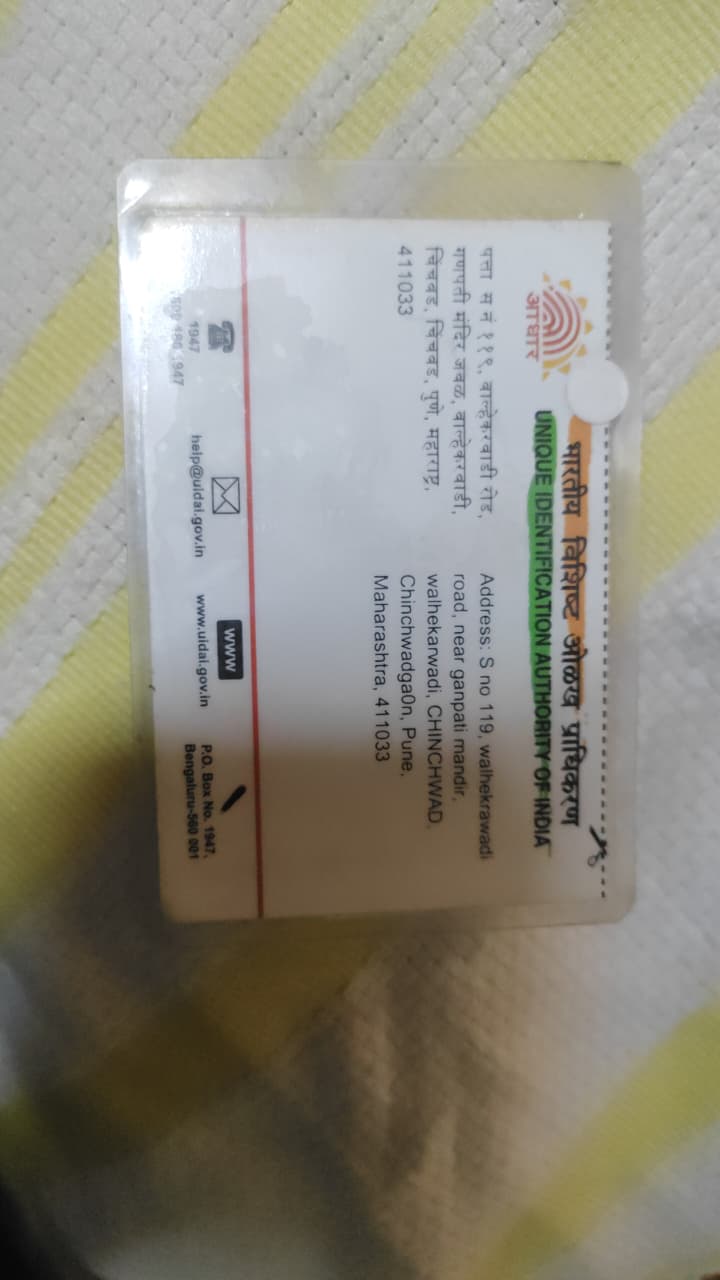 भारतीय विशिष्ट ओळख प्राधिकरण
UNIQUE IDENTIFICATION AUTHORITY OF INDIA
आधार
पत्ता स नं ११९, वाल्हेकरवाडी रोड,
गणपती मंदिर जवळ, वाल्हेकरवाडी,
चिंचवड, चिंचवड, पुणे, महाराष्ट्र,
411033
Address: S no 119, walhekrawadi
road, near ganpati mandir,
walhekarwadi, CHINCHWAD,
Chinchwadga0n, Pune,
Maharashtra, 411033
1947
help@uidai.gov.in
WWW
www.uidai.gov.in
P.O. Box No. 1947,
Bengaluru-560 001